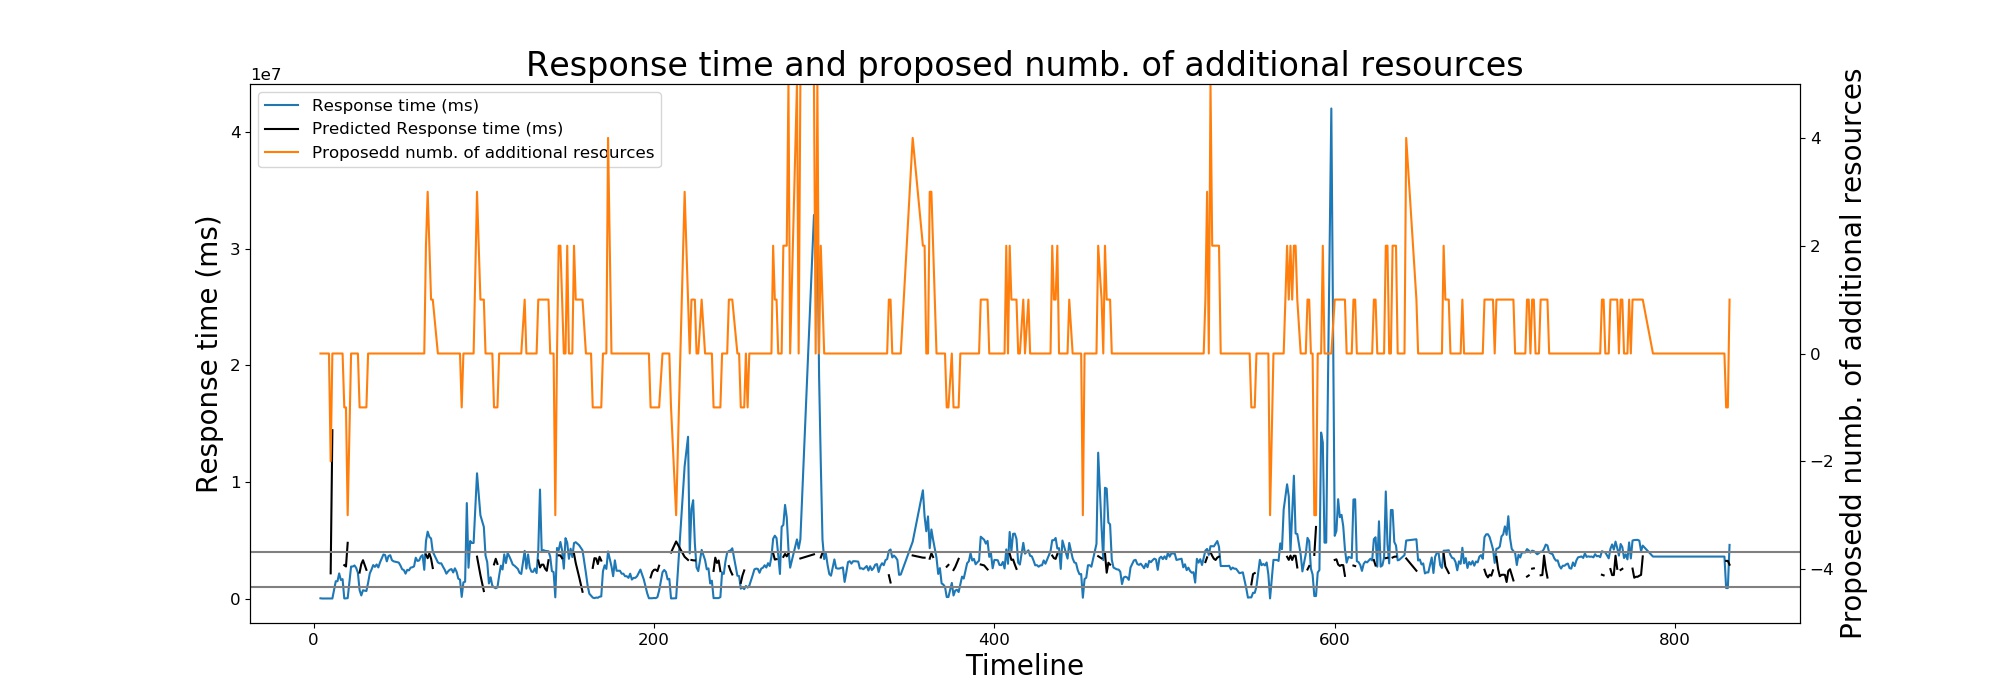 Response time and proposed numb. of additional resources
1e7
Response time (ms)
Predicted Response time (ms)
Proposedd numb. of additional resources
4
3
2
1
0
Response time (ms)
4
2
0
−2
−4
Proposedd numb. of additional resources
0
200
400
600
800
Timeline